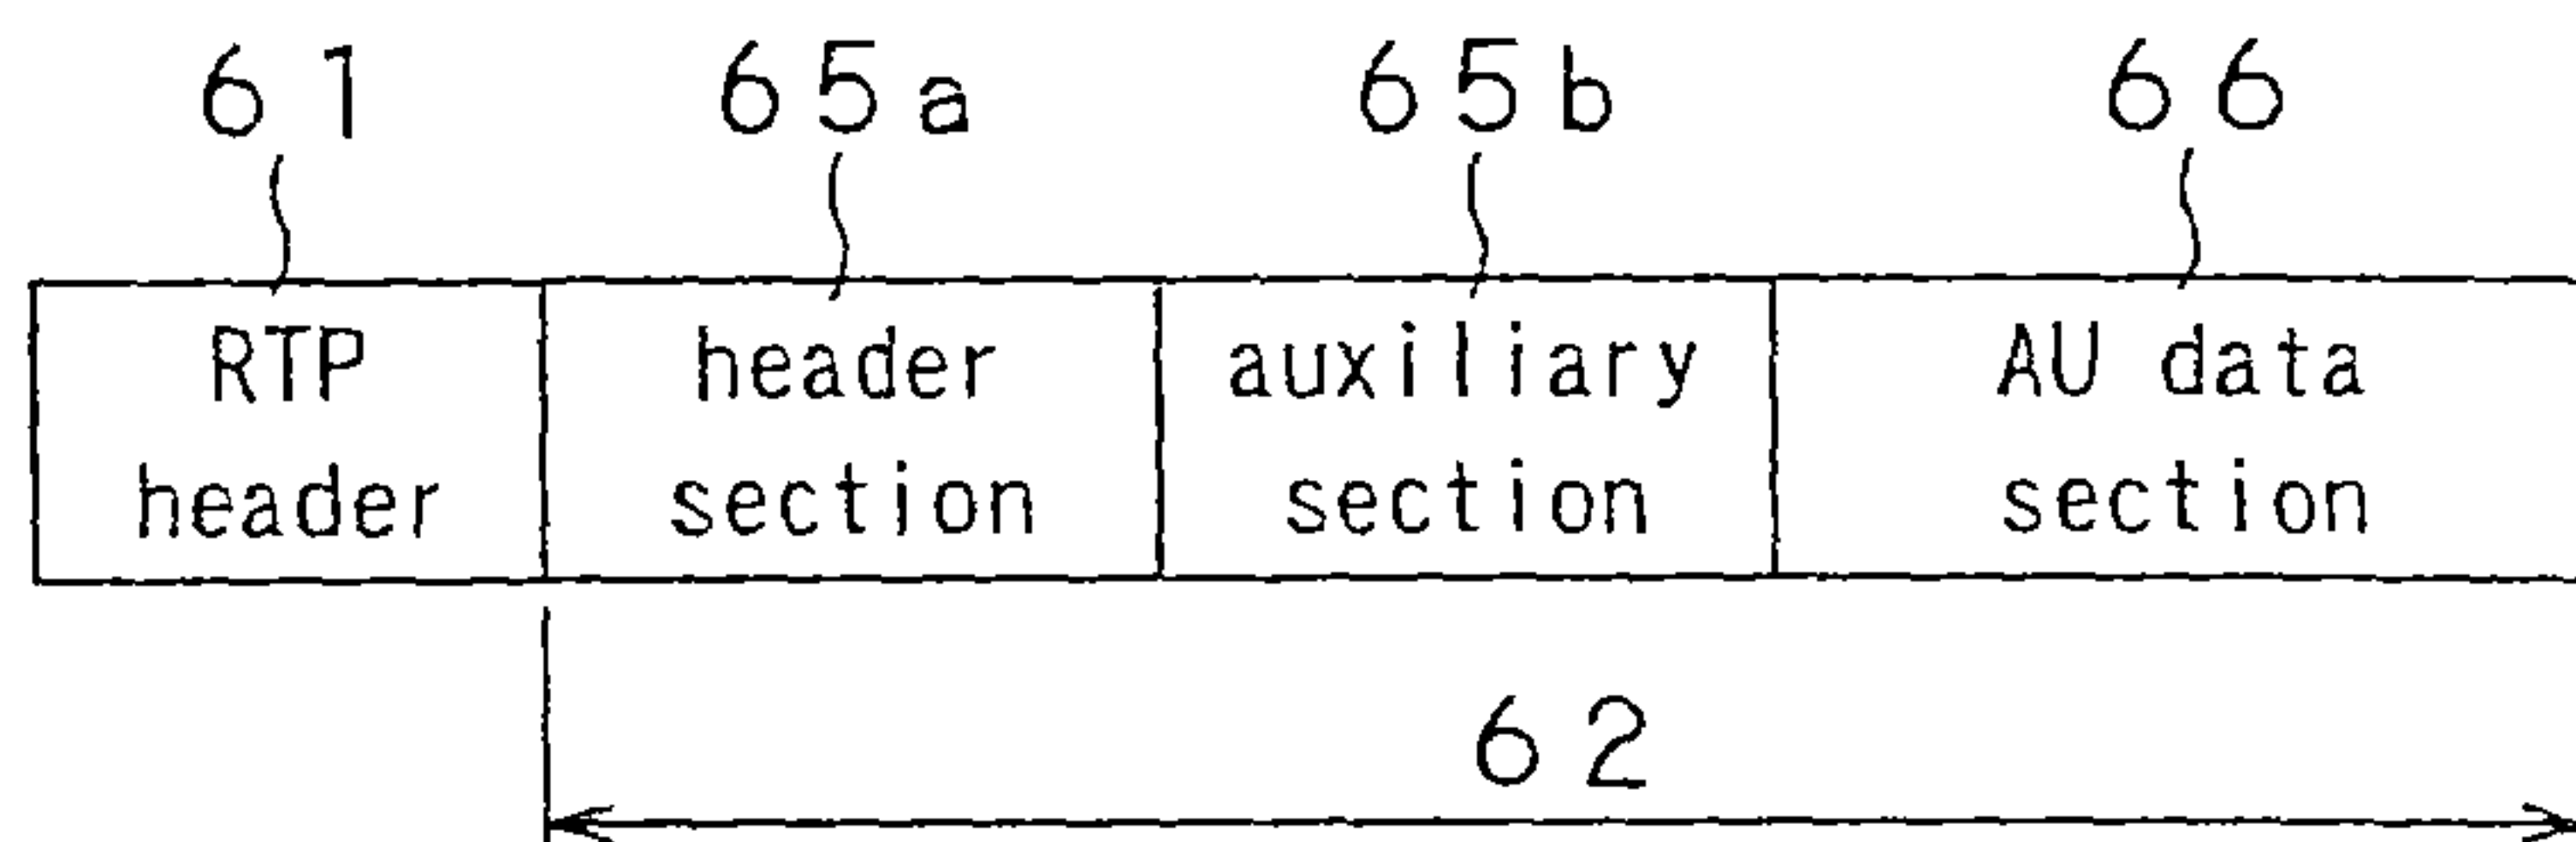 61 65a 65b 66
RTP header auxiliary AU data
header section section section
62